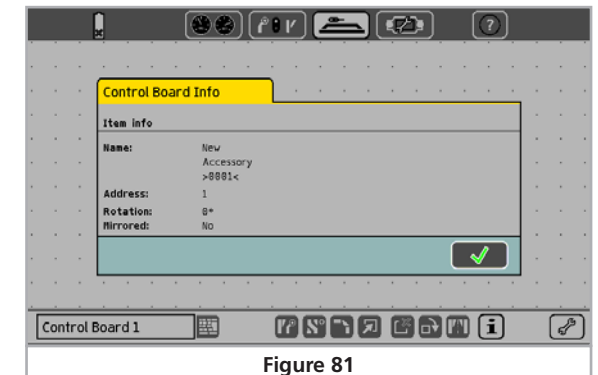 Control Board Info
Item info
Name: New
Accessory
>0001<
Address: 1
Rotation: 0°
Mirrored: No
Control Board 1
Figure 81